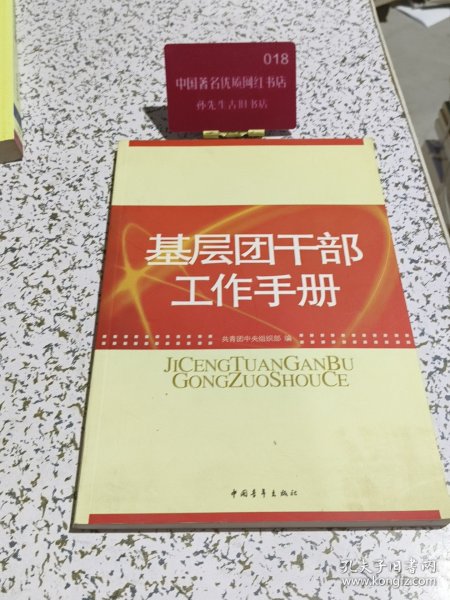 018
中国著名优质网红书店
孙先生古旧书店
基层团干部
工作手册
共青团中央组织部 编
JICENGTUANGANBU
GONGZUOSHOUCE
中国青年出版社
孔夫子旧书网
www.kongfz.com